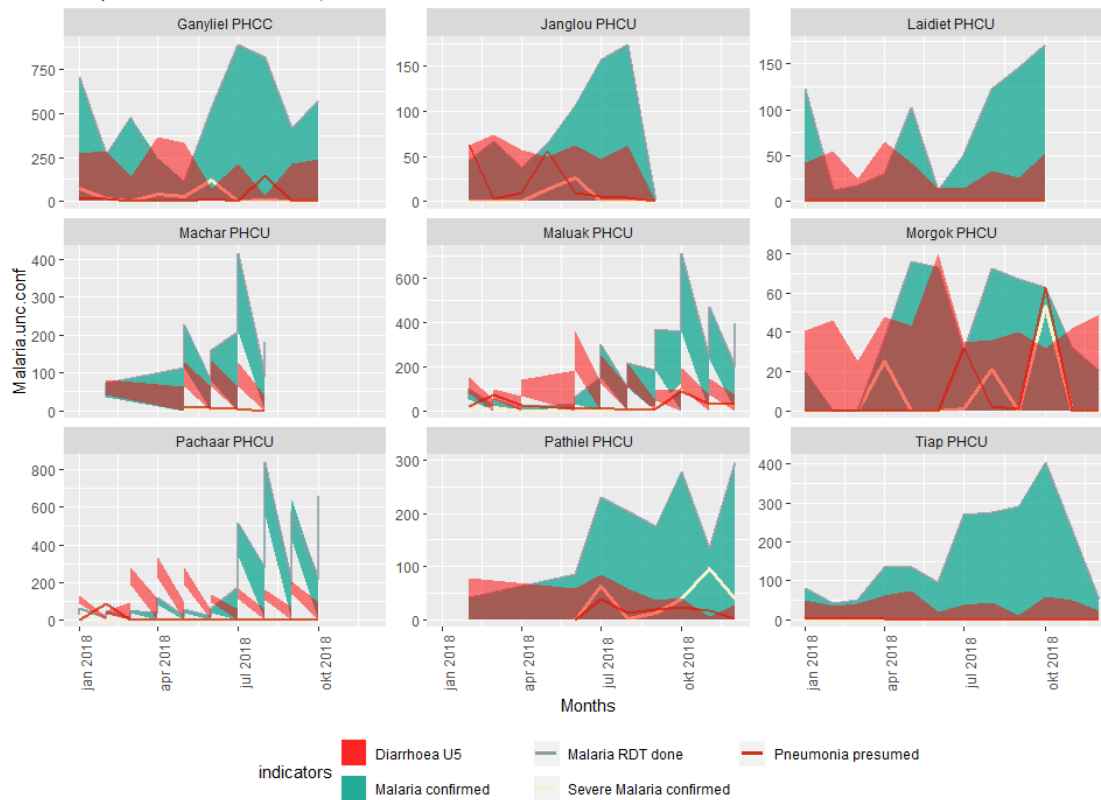 Ganyliel PHCC Janglou PHCU Laidiet PHCU
750 500 250 0
150 100 50 0
150 100 50 0
Machar PHCU Maluak PHCU Morgok PHCU
400 300 200 100 0
600 400 200 0
80 60 40 20 0
Pachaar PHCU Pathiel PHCU Tiap PHCU
800 600 400 200 0
300 200 100 0
400 300 200 100 0
Malaria.unc.conf
jan 2018 apr 2018 jul 2018 okt 2018
jan 2018 apr 2018 jul 2018 okt 2018
jan 2018 apr 2018 jul 2018 okt 2018
Months
indicators
Diarrhoea U5 Malaria RDT done Pneumonia presumed
Malaria confirmed Severe Malaria confirmed